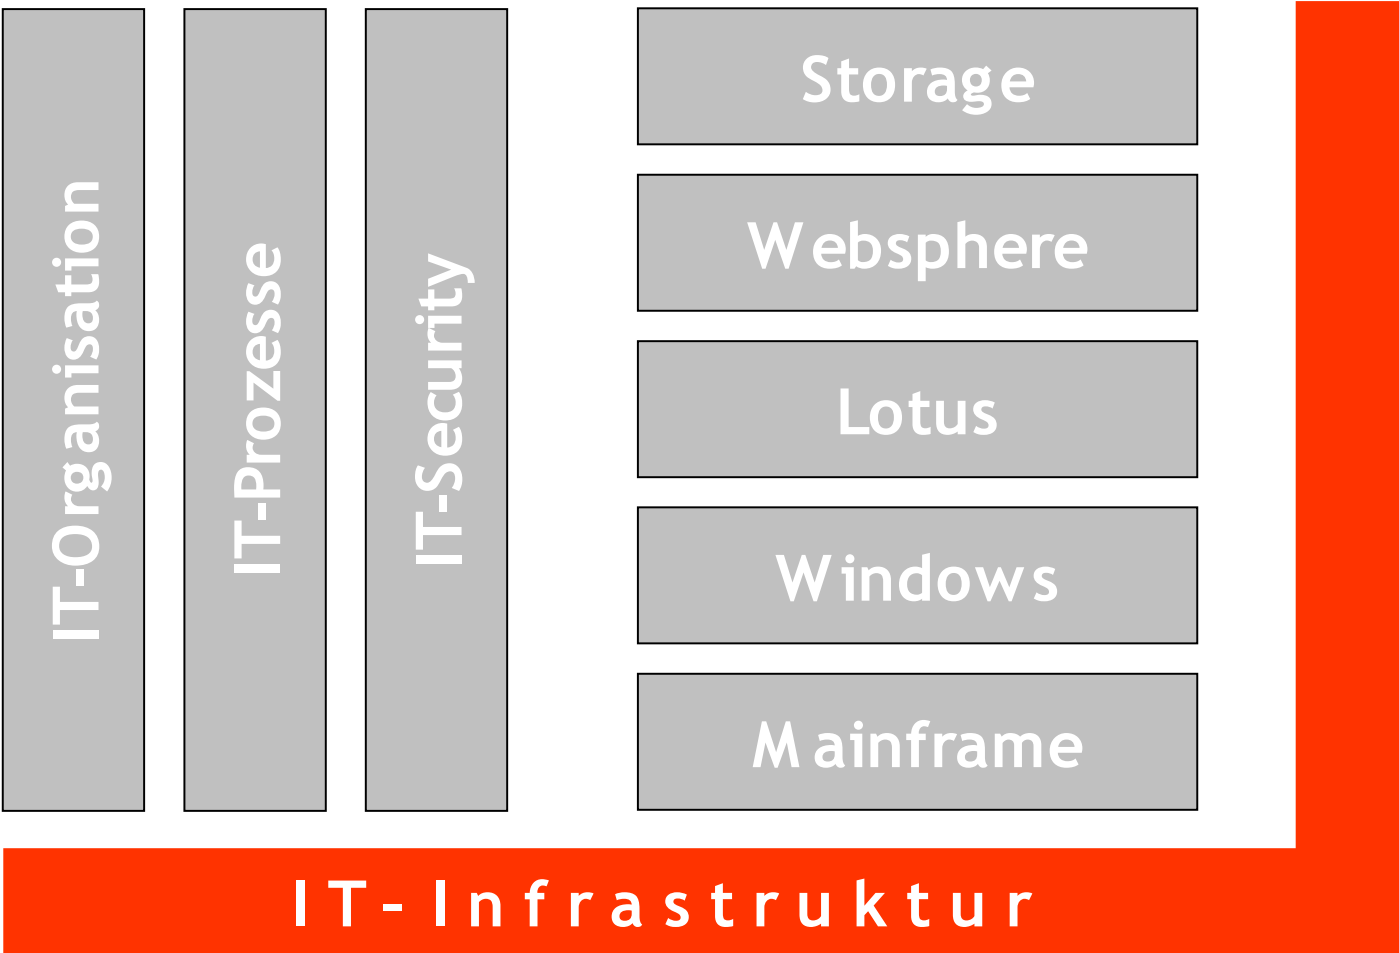 IT-Organisation
IT-Prozesse
IT-Security
Storage
Websphere
Lotus
Windows
Mainframe
IT-Infrastruktur